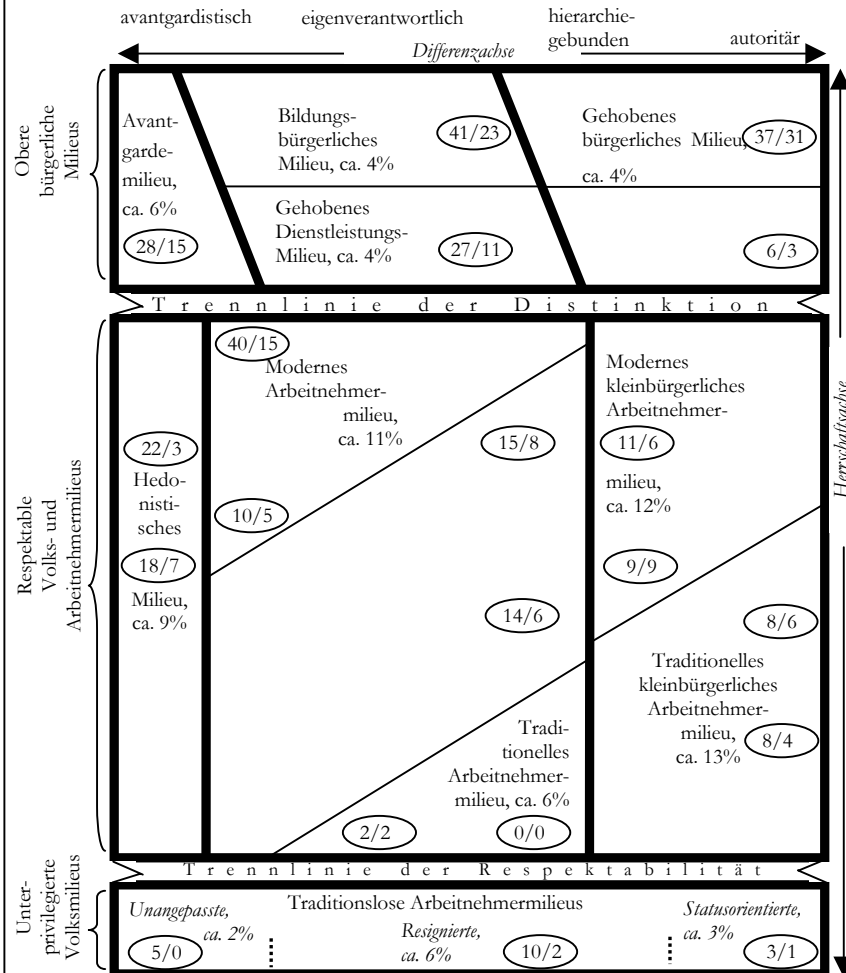 avantgardistisch eigenverantwortlich hierarchie-
gebunden autoritär
Differenzachse
Obere
bürgerliche
Milieus
Avant-
garde-
milieu,
ca. 6%
28/15
Bildungs-
bürgerliches
Milieu, ca. 4%
41/23
Gehobenes
bürgerliches Milieu,
ca. 4%
37/31
Gehobenes
Dienstleistungs-
Milieu, ca. 4%
27/11
6/3
Trennlinie der Distinktion
Respektable
Volks- und
Arbeitnehmermilieus
Herrschaftsachse
22/3
Hedo-
nisti-
sches
18/7
Milieu,
ca. 9%
40/15
Modernes
Arbeitnehmer-
milieu,
ca. 11%
10/5
15/8
14/6
Modernes
kleinbürgerliches
Arbeitnehmer-
11/6
milieu,
ca. 12%
9/9
8/6
Traditionelles
kleinbürgerliches
Arbeitnehmer-
milieu,
ca. 13%
8/4
Tradi-
tionelles
Arbeitnehmer-
milieu, ca. 6%
2/2
0/0
Trennlinie der Respektabilität
Unter-
privilegierte
Volksmilieus
Traditionslose Arbeitnehmermilieus
Unangepasste,
ca. 2%
5/0
Resignierte,
ca. 6%
10/2
Statusorientierte,
ca. 3%
3/1